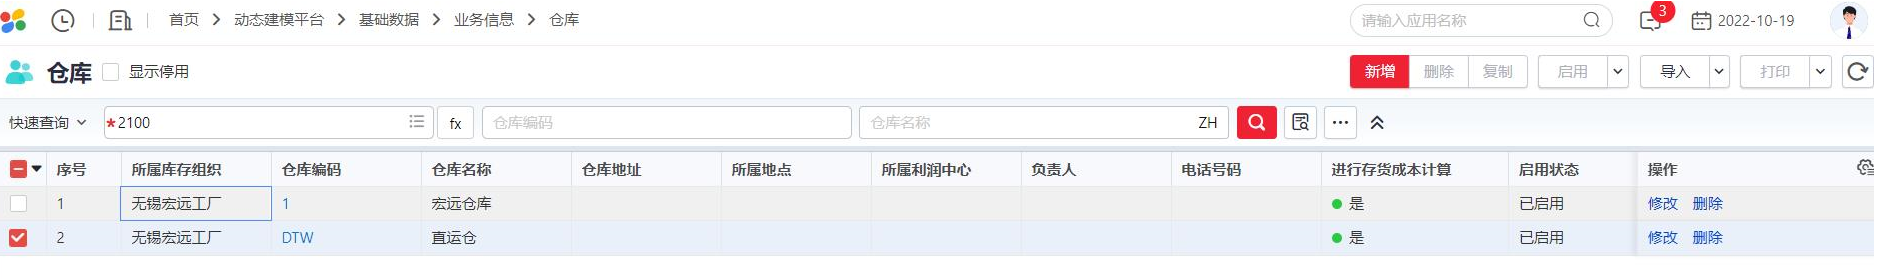 首页 > 动态建模平台 > 基础数据 > 业务信息 > 仓库 请输入应用名称 3 2022-10-19
仓库 显示停用 新增 删除 复制 启用 导入 打印
快速查询 *2100 fx 仓库编码 仓库名称 ZH ...
序号 所属库存组织 仓库编码 仓库名称 仓库地址 所属地点 所属利润中心 负责人 电话号码 进行存货成本计算 启用状态 操作
1 无锡宏远工厂 1 宏远仓库 是 已启用 修改 删除
2 无锡宏远工厂 DTW 直运仓 是 已启用 修改 删除